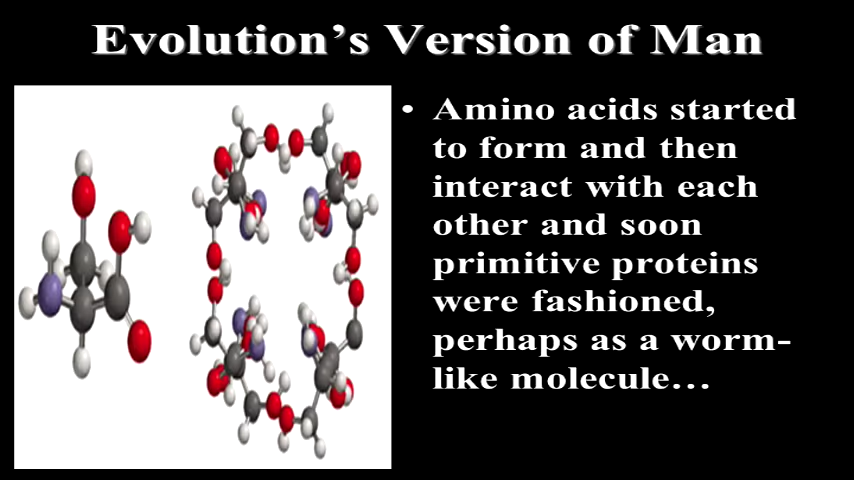 Evolution’s Version of Man
• Amino acids started
to form and then
interact with each
other and soon
primitive proteins
were fashioned,
perhaps as a worm-
like molecule…